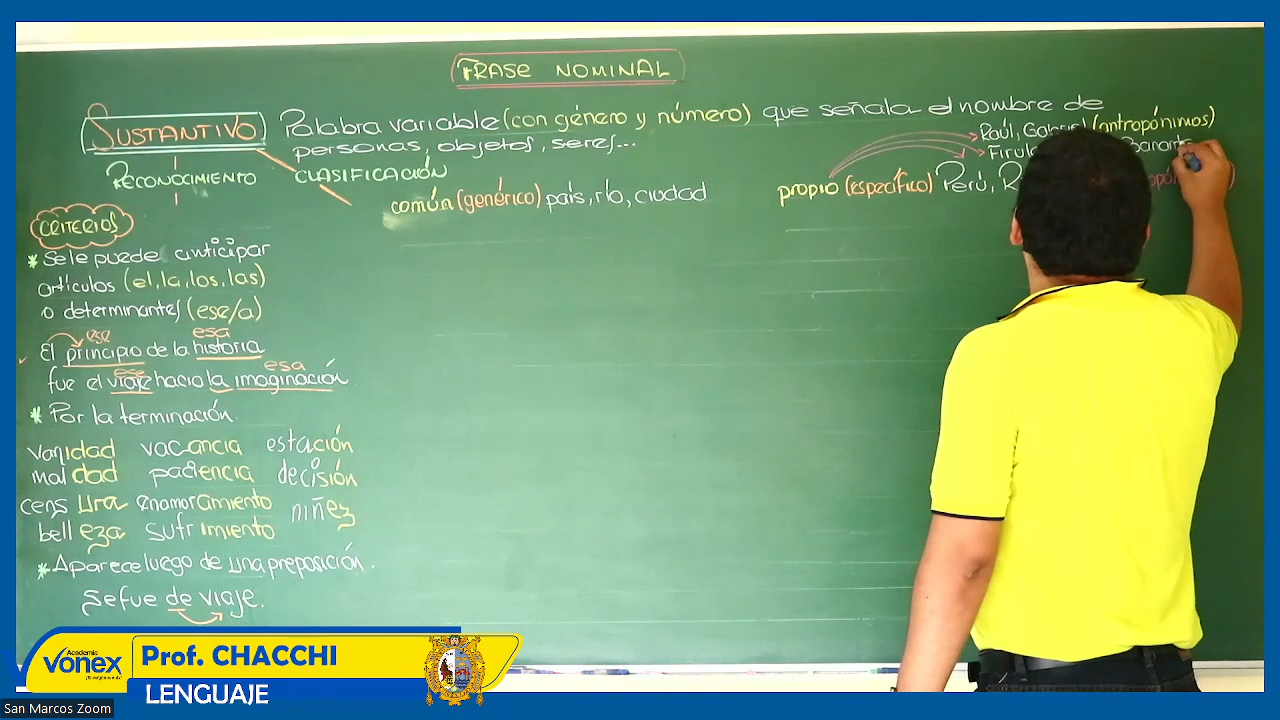 FRASE NOMINAL
SUSTANTIVO Palabra variable (con género y número) que señala el nombre de
personas, objetos, seres...
RECONOCIMIENTO
CLASIFICACIÓN
común (genérico) país, río, ciudad
propio (específico) Perú,
Raúl, Gabriel (antropónimos)
CRITERIOS
* Se le puede anticipar
artículos (el, la, los, las)
o determinantes (ese/a)
ese esa
El principio de la historia
ese esa
fue el viaje hacia la imaginación.
* Por la terminación.
vanidad vacancia estación
maldad paciencia decisión
censura enamoramiento niñez
belleza sufrimiento
* Aparece luego de una preposición.
Se fue de viaje.
Academia
vonex
Prof. CHACCHI
LENGUAJE
San Marcos Zoom